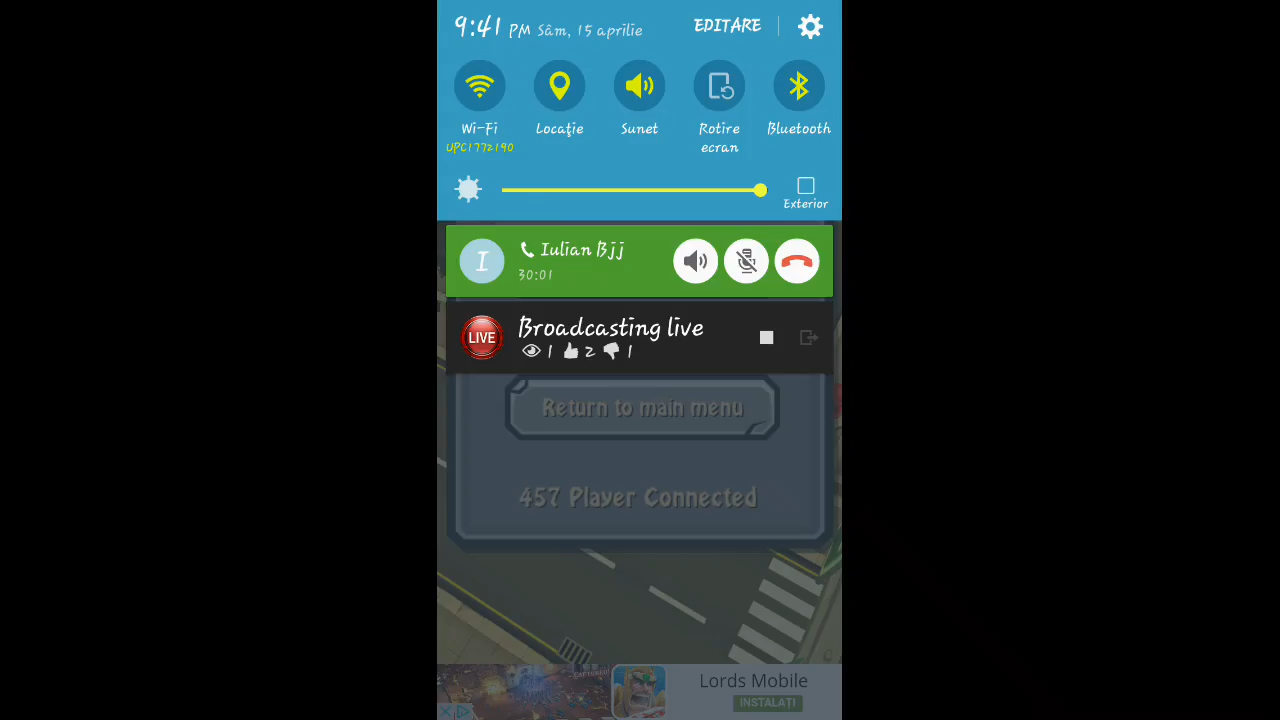 9:41 PM Sâm, 15 aprilie EDITARE
Wi-Fi Locaţie Sunet Rotire ecran Bluetooth
UPC1772190
Exterior
I Iulian Bjj
30:01
LIVE Broadcasting live
1 2 1
Return to main menu
457 Player Connected
Lords Mobile
INSTALAȚI